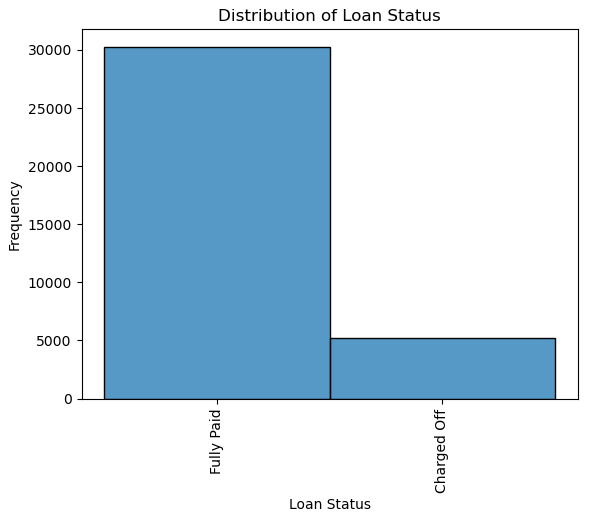 Distribution of Loan Status
30000
25000
20000
15000
10000
5000
0
Frequency
Fully Paid
Charged Off
Loan Status